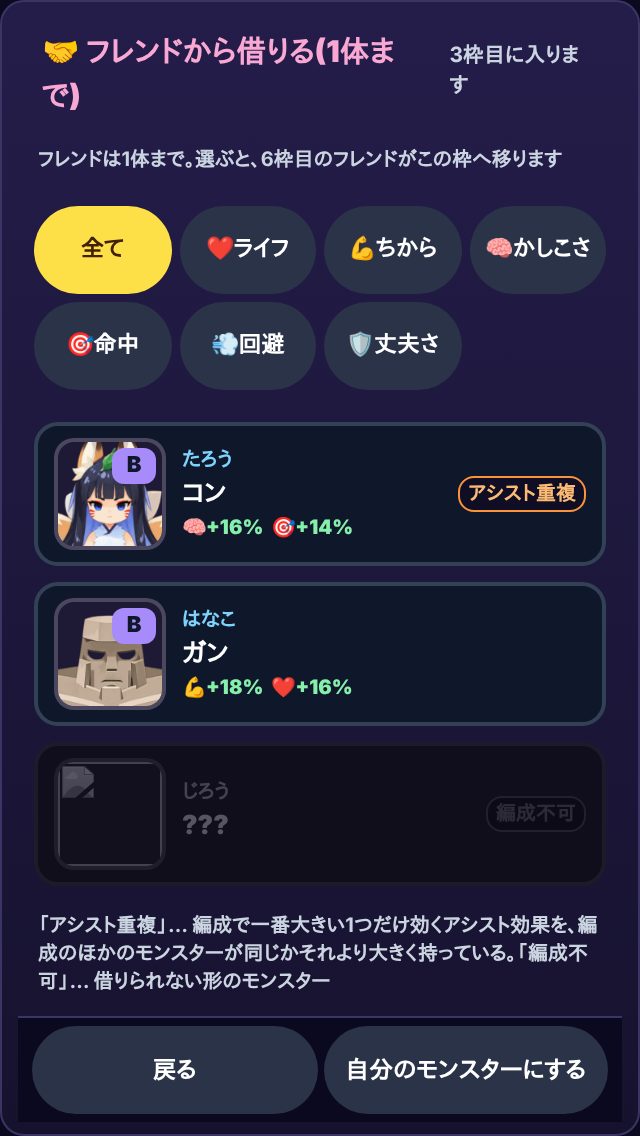 🤝 フレンドから借りる(1体まで)
3枠目に入ります
フレンドは1体まで。選ぶと、6枠目のフレンドがこの枠へ移ります
全て
❤️ライフ
💪ちから
🧠かしこさ
🎯命中
💨回避
🛡️丈夫さ
B
たろう
コン
🧠+16% 🎯+14%
アシスト重複
B
はなこ
ガン
💪+18% ❤️+16%
じろう
???
編成不可
「アシスト重複」… 編成で一番大きい1つだけ効くアシスト効果を、編
成のほかのモンスターが同じかそれより大きく持っている。「編成不
可」… 借りられない形のモンスター
戻る
自分のモンスターにする